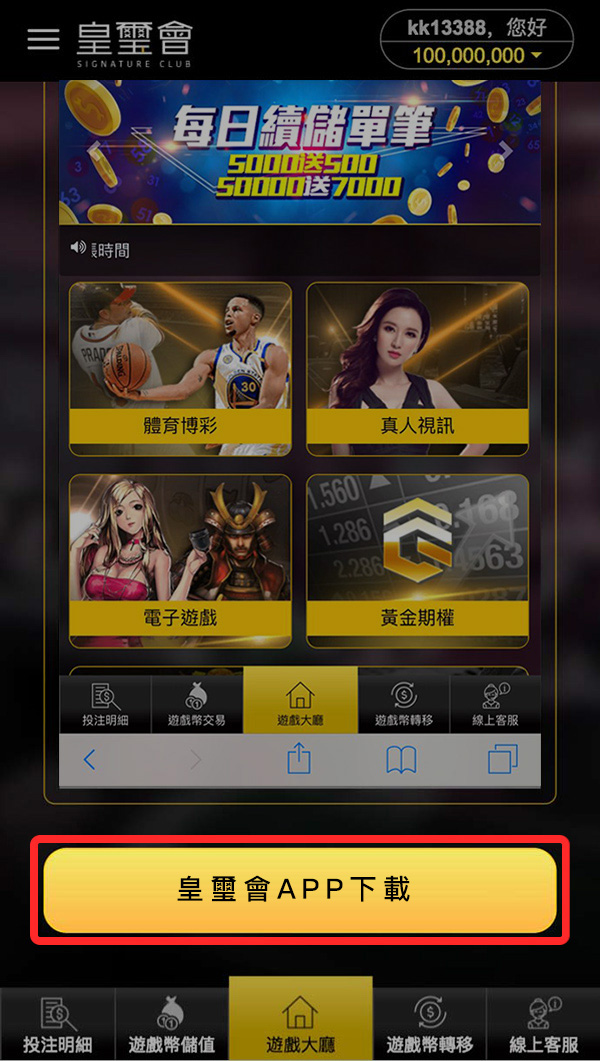 皇璽會
SIGNATURE CLUB
kk13388，您好
100,000,000
每日續儲單筆
5000送500
50000送7000
時間
PRAD
30
體育博彩
真人視訊
1.560
0.168
1.286
0.4563
2.286
電子遊戲
黃金期權
投注明細
遊戲幣交易
遊戲大廳
遊戲幣轉移
線上客服
皇璽會APP下載
投注明細
遊戲幣儲值
遊戲大廳
遊戲幣轉移
線上客服